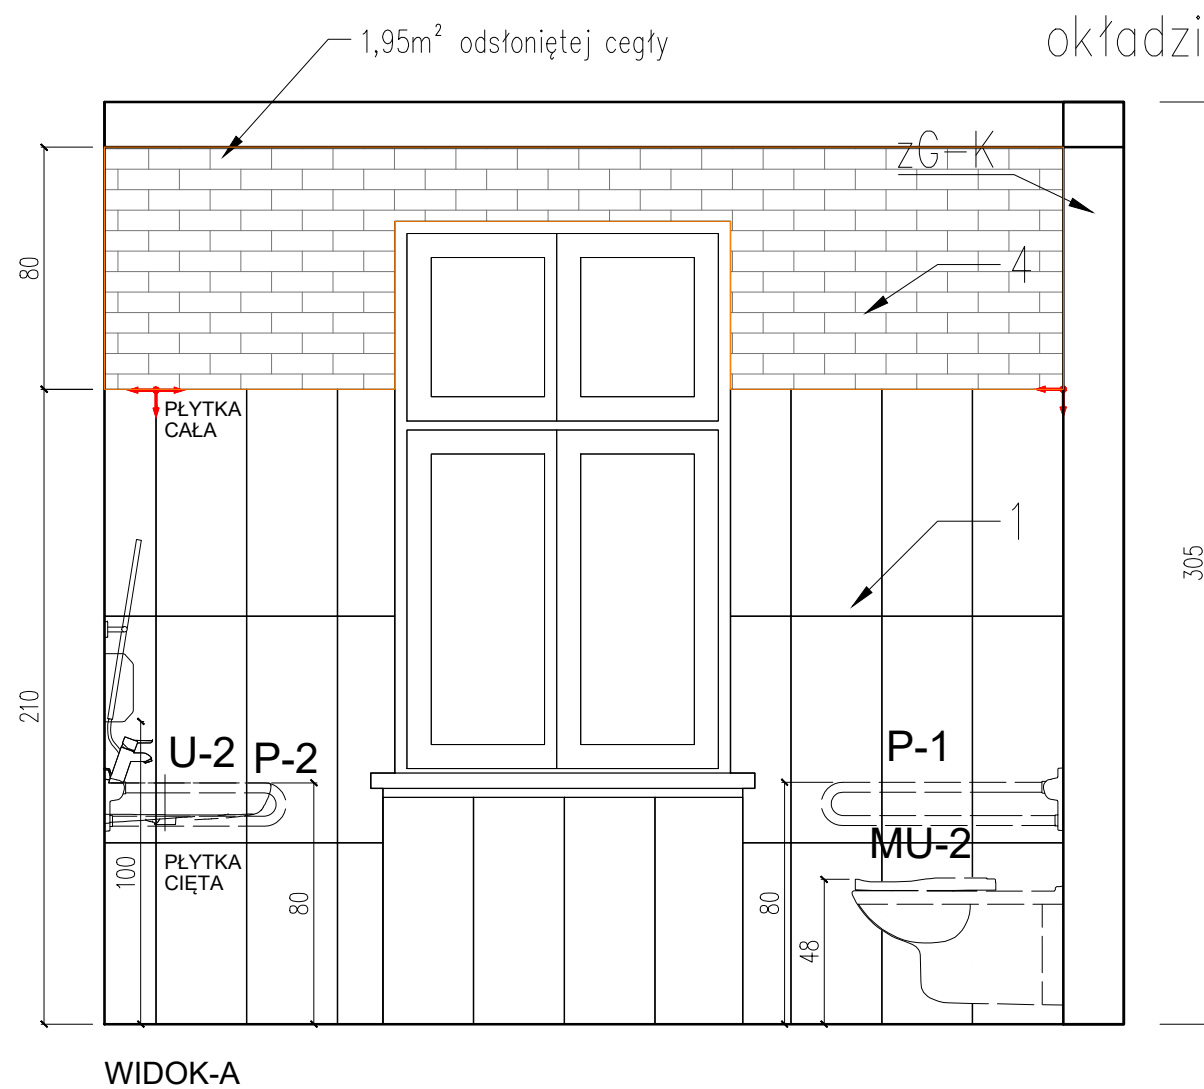 1,95m² odsłoniętej cegły
okładzi
zG-K
80
4
PŁYTKA
CAŁA
1
305
210
U-2
P-2
P-1
MU-2
PŁYTKA
CIĘTA
100
80
80
48
WIDOK-A